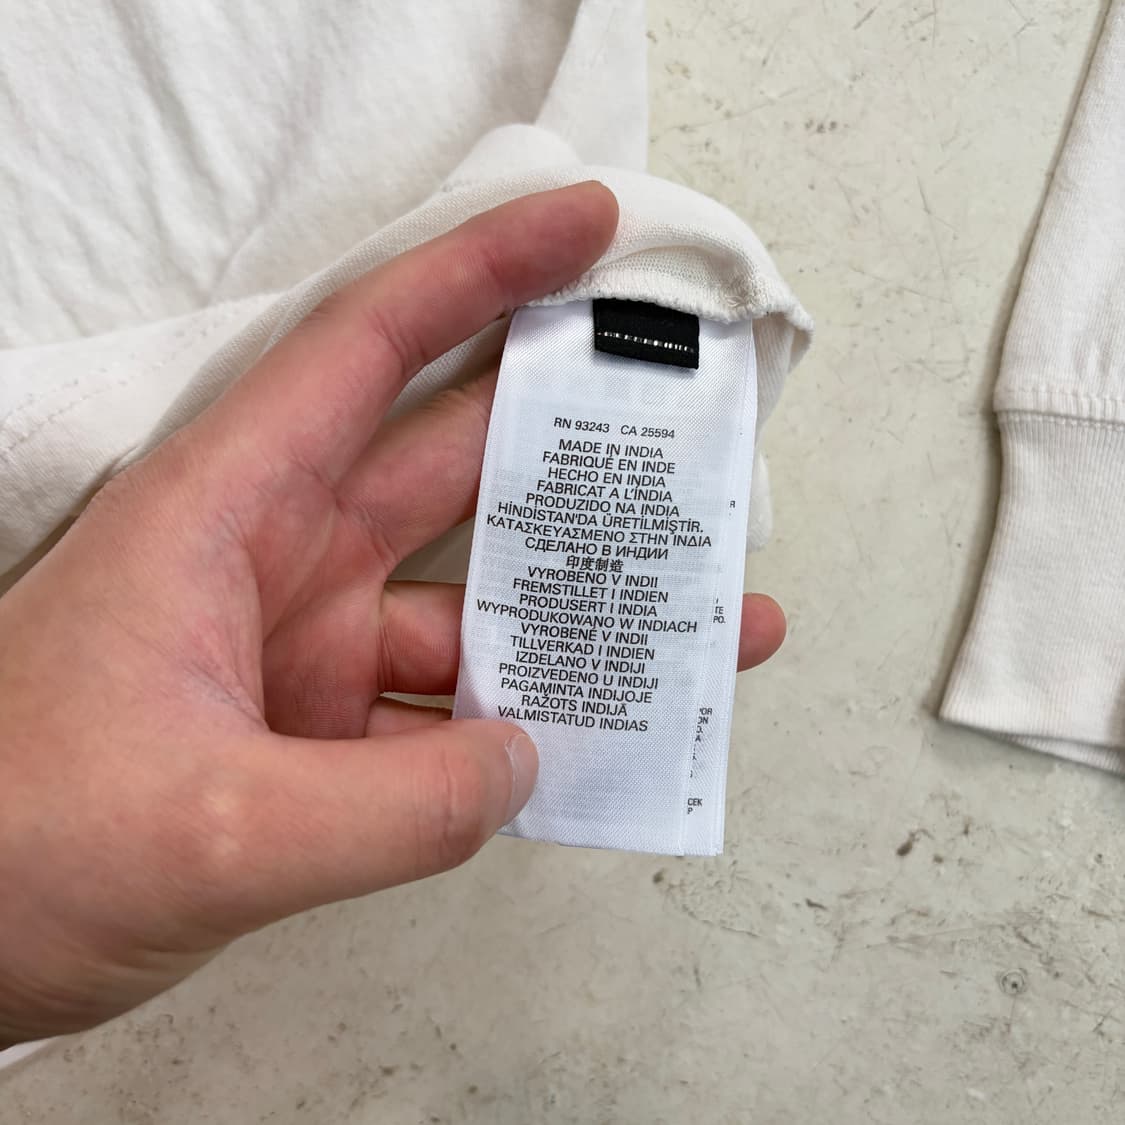 RN 93243 CA 25594
MADE IN INDIA
FABRIQUÉ EN INDE
HECHO EN INDIA
FABRICAT A L'ÍNDIA
PRODUZIDO NA INDIA
HİNDİSTAN'DA ÜRETİLMİŞTİR.
ΚΑΤΑΣΚΕΥΑΣΜΕΝΟ ΣΤΗΝ ΙΝΔΙΑ
СДЕЛАНО В ИНДИИ
印度制造
VYROBENO V INDII
FREMSTILLET I INDIEN
PRODUSERT I INDIA
WYPRODUKOWANO W INDIACH
VYROBENÉ V INDII
TILLVERKAD I INDIEN
IZDELANO V INDIJI
PROIZVEDENO U INDIJI
PAGAMINTA INDIJOJE
RAŽOTS INDIJĀ
VALMISTATUD INDIAS